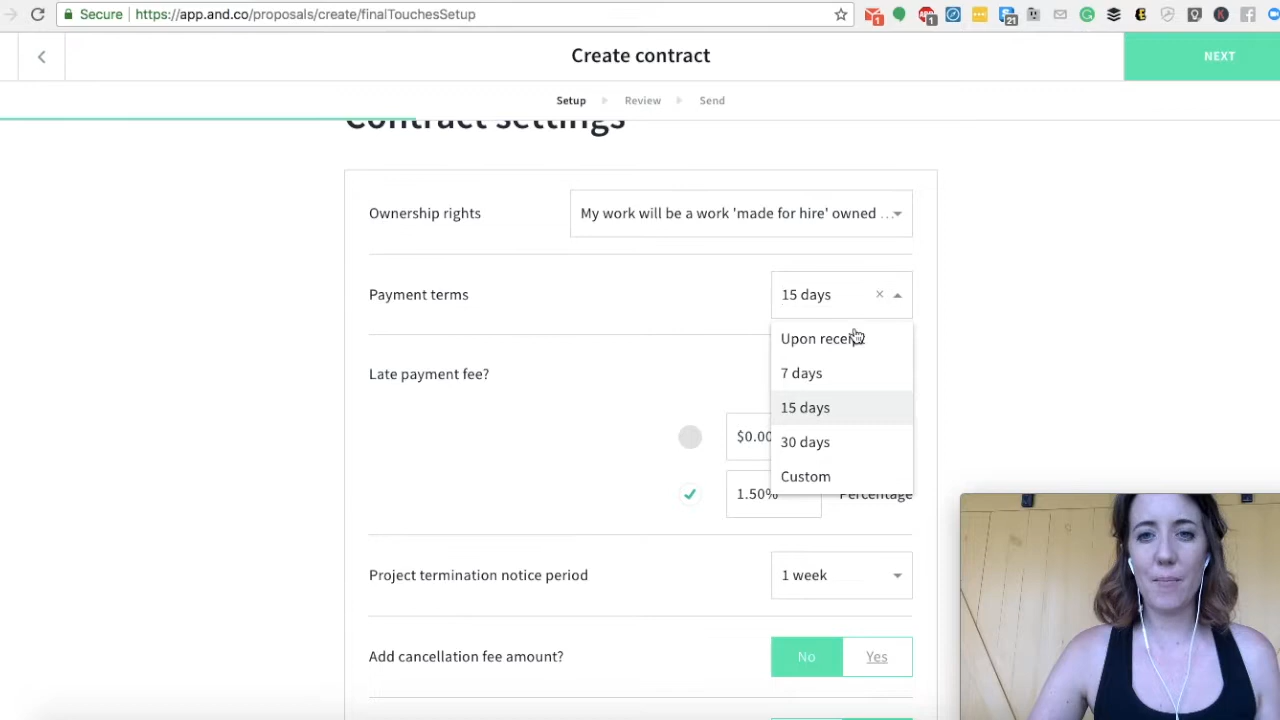 Secure https://app.and.co/proposals/create/finalTouchesSetup
1
1
21
Create contract
NEXT
Setup Review Send
Contract settings
Ownership rights
My work will be a work 'made for hire' owned ...
Payment terms
15 days ×
Upon receipt
7 days
15 days
30 days
Custom
Late payment fee?
$0.00
1.50% Percentage
Project termination notice period
1 week
Add cancellation fee amount?
No Yes